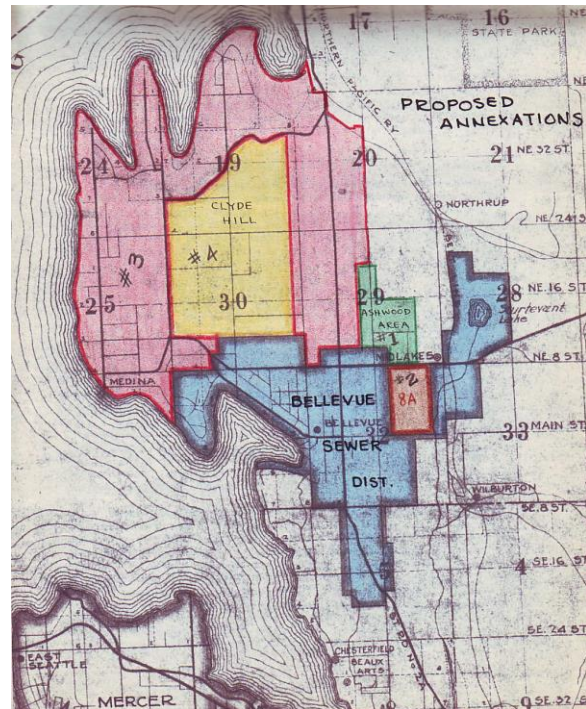 17
16
STATE PARK
NORTHERN PACIFIC RY
PROPOSED
ANNEXATIONS
24
19
20
21
NE 32 ST.
CLYDE
HILL
NORTHRUP
NE 24 ST
#3
#4
25
30
29
28
NE. 16 ST.
Sturtevant
Lake
ASHWOOD
AREA
#1
MIDLAKES
NE. 8 ST.
MEDINA
#2
8A
BELLEVUE
BELLEVUE
MAIN ST
33
SEWER
DIST.
WILBURTON
SE. 8 ST.
4
SE. 16 ST.
SE. 24 ST
EAST
SEATTLE
CHESTERFIELD
BEAUX
ARTS
MERCER
9
SE. 32 ST